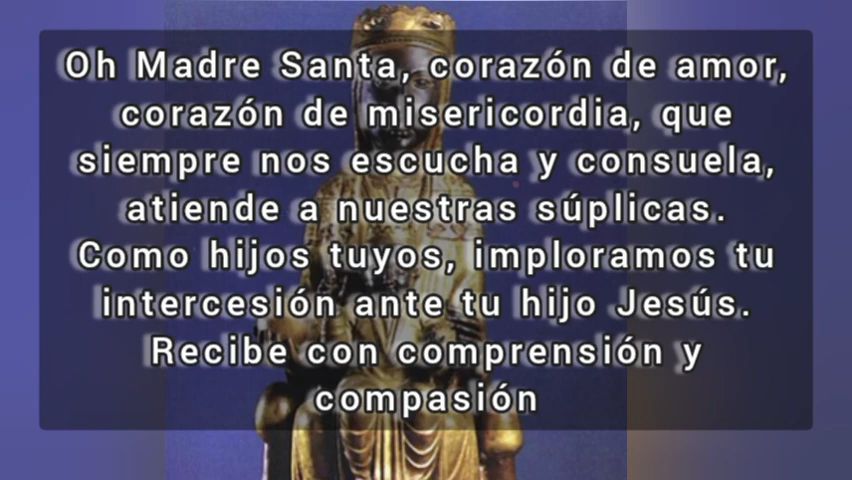 Oh Madre Santa, corazón de amor,
corazón de misericordia, que
siempre nos escucha y consuela,
atiende a nuestras súplicas.
Como hijos tuyos, imploramos tu
intercesión ante tu hijo Jesús.
Recibe con comprensión y
compasión